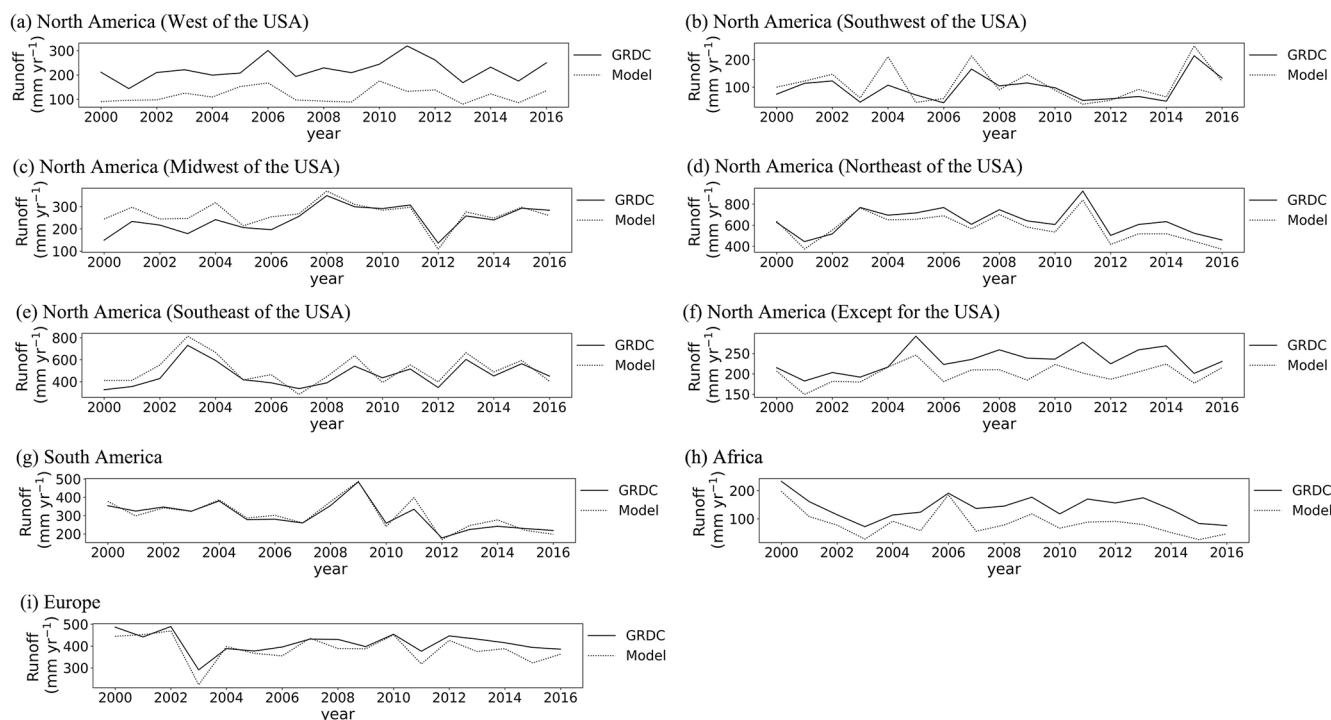 (a) North America (West of the USA)
Runoff
(mm yr⁻¹)
300
200
100
2000 2002 2004 2006 2008 2010 2012 2014 2016
year
GRDC
Model
(b) North America (Southwest of the USA)
Runoff
(mm yr⁻¹)
200
100
2000 2002 2004 2006 2008 2010 2012 2014 2016
year
GRDC
Model
(c) North America (Midwest of the USA)
Runoff
(mm yr⁻¹)
300
200
100
2000 2002 2004 2006 2008 2010 2012 2014 2016
year
GRDC
Model
(d) North America (Northeast of the USA)
Runoff
(mm yr⁻¹)
800
600
400
2000 2002 2004 2006 2008 2010 2012 2014 2016
year
GRDC
Model
(e) North America (Southeast of the USA)
Runoff
(mm yr⁻¹)
800
600
400
2000 2002 2004 2006 2008 2010 2012 2014 2016
year
GRDC
Model
(f) North America (Except for the USA)
Runoff
(mm yr⁻¹)
250
200
150
2000 2002 2004 2006 2008 2010 2012 2014 2016
year
GRDC
Model
(g) South America
Runoff
(mm yr⁻¹)
500
400
300
200
2000 2002 2004 2006 2008 2010 2012 2014 2016
year
GRDC
Model
(h) Africa
Runoff
(mm yr⁻¹)
200
100
2000 2002 2004 2006 2008 2010 2012 2014 2016
year
GRDC
Model
(i) Europe
Runoff
(mm yr⁻¹)
500
400
300
2000 2002 2004 2006 2008 2010 2012 2014 2016
year
GRDC
Model